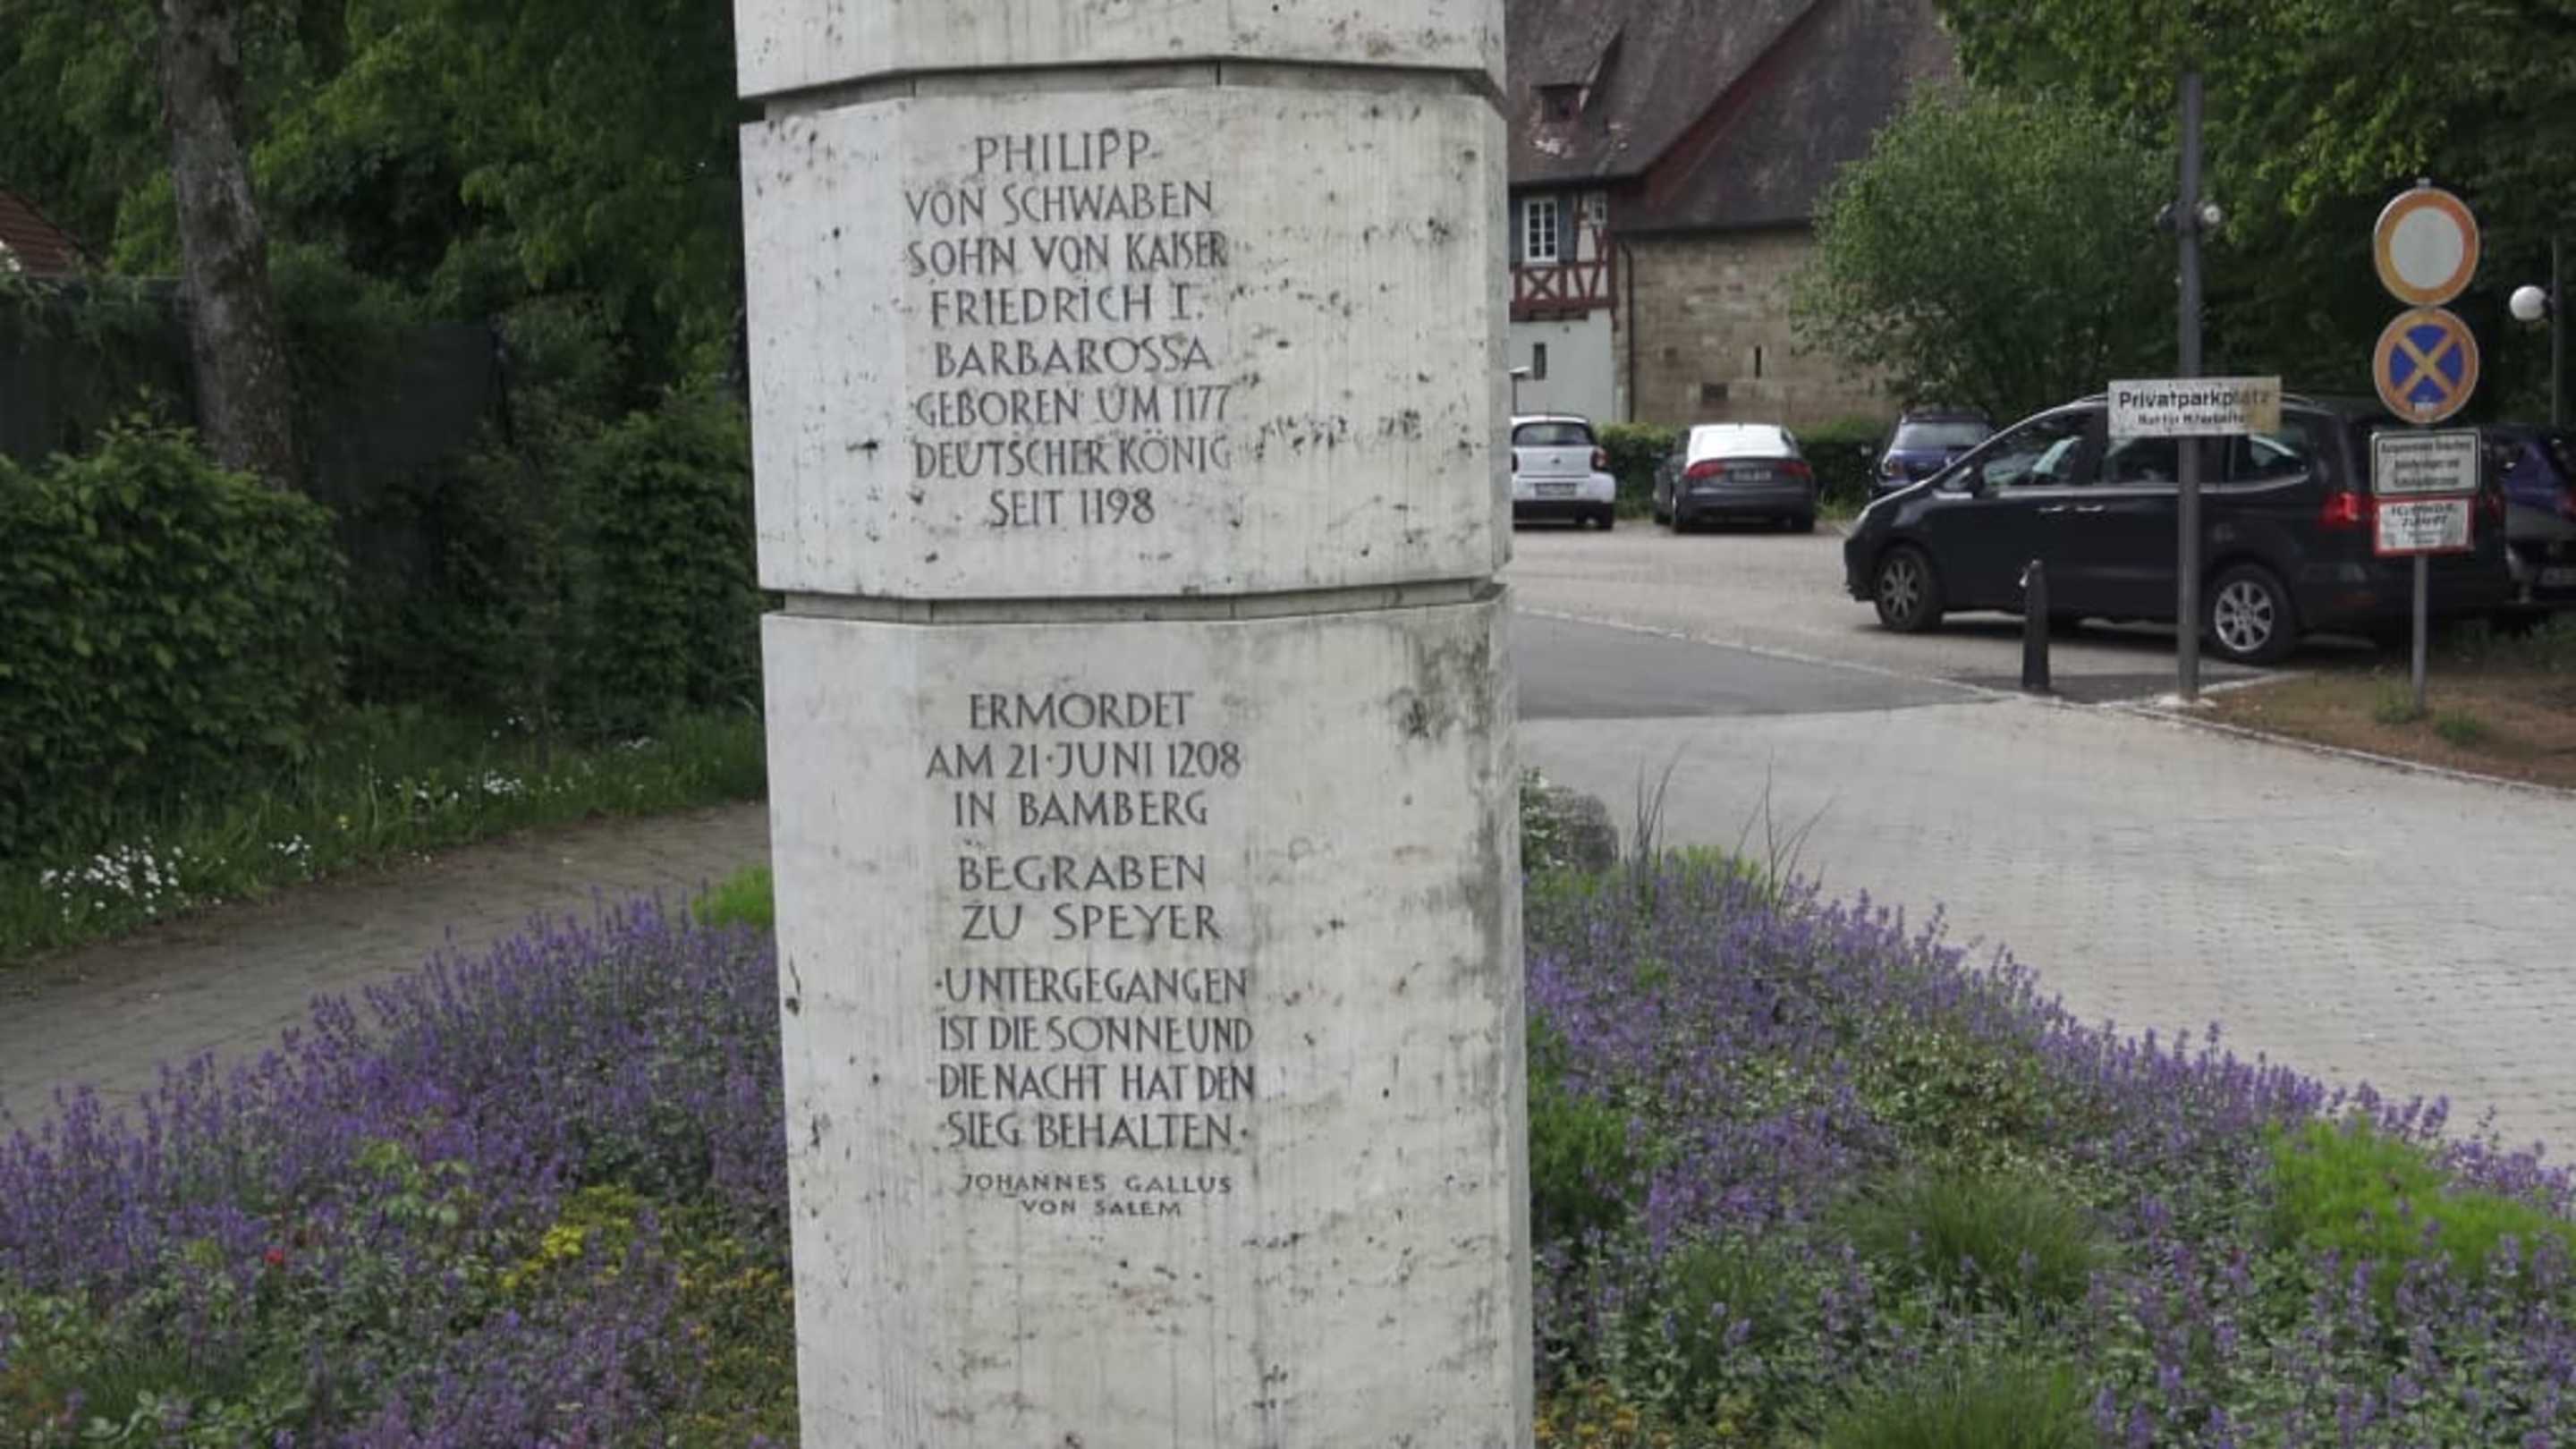 PHILIPP
VON SCHWABEN
SOHN VON KAISER
FRIEDRICH I.
BARBAROSSA
GEBOREN UM 1177
DEUTSCHER KÖNIG
SEIT 1198
ERMORDET
AM 21·JUNI 1208
IN BAMBERG
BEGRABEN
ZU SPEYER
·UNTERGEGANGEN
IST DIE SONNE UND
DIE NACHT HAT DEN
SIEG BEHALTEN·
JOHANNES GALLUS
VON SALEM
Privatparkplatz